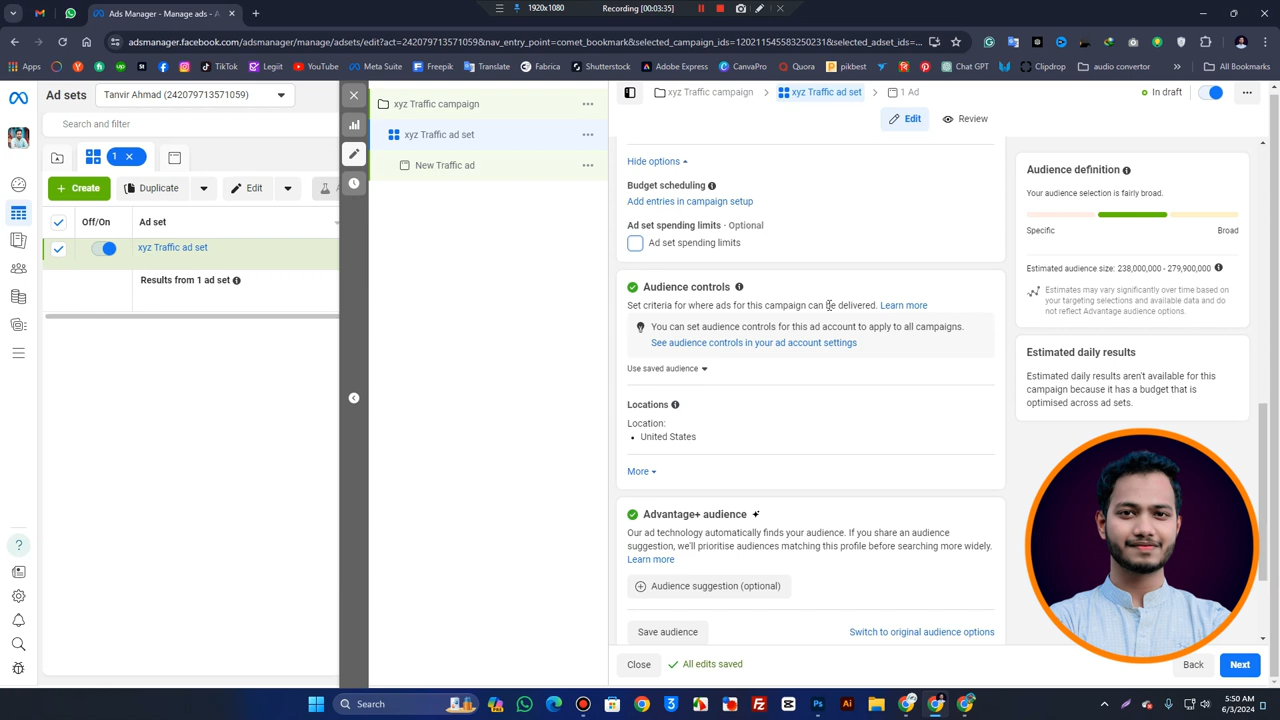 1920x1080
Recording [00:03:35]
Ads Manager - Manage ads - Ad
adsmanager.facebook.com/adsmanager/manage/adsets/edit?act=242079713571059&nav_entry_point=comet_bookmark&selected_campaign_ids=120211545583250231&selected_adset_ids=...
Apps
TikTok
Legiit
YouTube
Meta Suite
Freepik
Translate
Fabrica
Shutterstock
Adobe Express
CanvaPro
Quora
pikbest
Chat GPT
Clipdrop
audio convertor
All Bookmarks
Ad sets
Tanvir Ahmad (242079713571059)
Search and filter
1
Create
Duplicate
Edit
Off/On
Ad set
xyz Traffic ad set
Results from 1 ad set
xyz Traffic campaign
xyz Traffic ad set
New Traffic ad
xyz Traffic campaign
xyz Traffic ad set
1 Ad
In draft
Edit
Review
Hide options
Budget scheduling
Add entries in campaign setup
Ad set spending limits • Optional
Ad set spending limits
Audience controls
Set criteria for where ads for this campaign can be delivered. Learn more
You can set audience controls for this ad account to apply to all campaigns.
See audience controls in your ad account settings
Use saved audience
Locations
Location:
• United States
More
Advantage+ audience
Our ad technology automatically finds your audience. If you share an audience
suggestion, we'll prioritise audiences matching this profile before searching more widely.
Learn more
Audience suggestion (optional)
Save audience
Switch to original audience options
Close
All edits saved
Back
Next
Audience definition
Your audience selection is fairly broad.
Specific
Broad
Estimated audience size: 238,000,000 - 279,900,000
Estimates may vary significantly over time based on
your targeting selections and available data and do
not reflect Advantage audience options.
Estimated daily results
Estimated daily results aren't available for this
campaign because it has a budget that is
optimised across ad sets.
Search
5:50 AM
6/3/2024